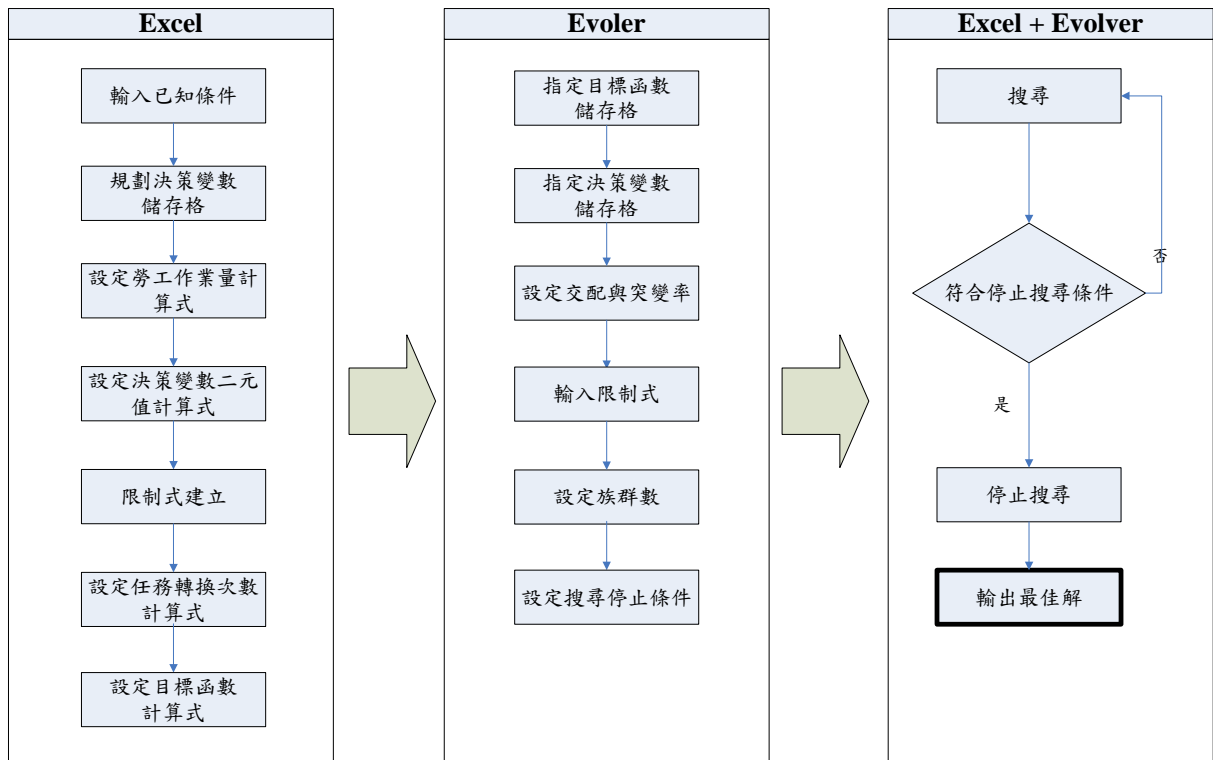 Excel
輸入已知條件
規劃決策變數
儲存格
設定勞工作業量計
算式
設定決策變數二元
值計算式
限制式建立
設定任務轉換次數
計算式
設定目標函數
計算式
Evoler
指定目標函數
儲存格
指定決策變數
儲存格
設定交配與突變率
輸入限制式
設定族群數
設定搜尋停止條件
Excel + Evolver
搜尋
符合停止搜尋條件
否
是
停止搜尋
輸出最佳解